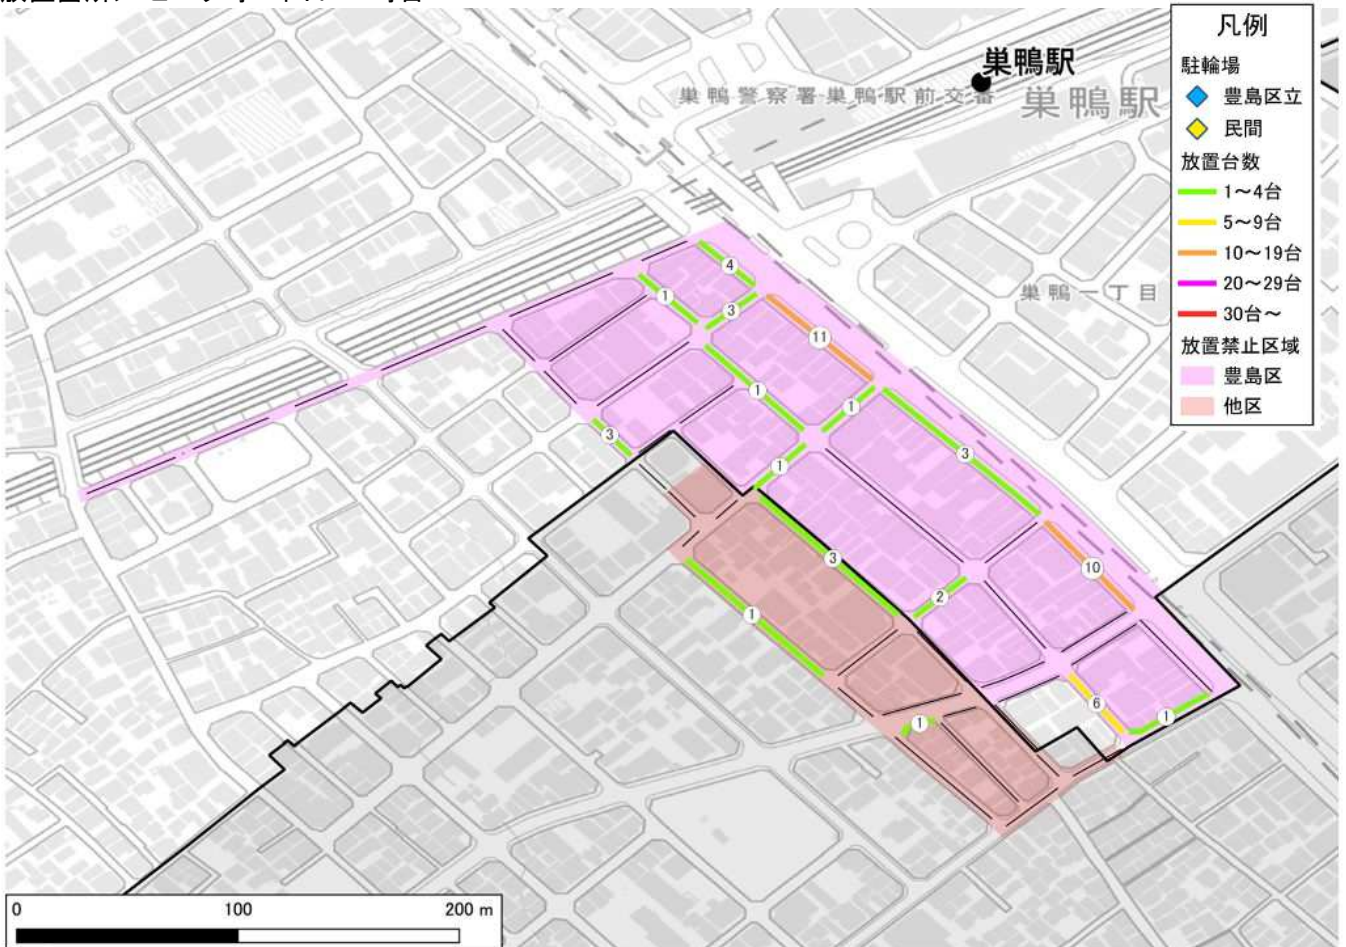 巣鴨駅
巣鴨警察署巣鴨駅前交番
巣鴨駅
巣鴨一丁目
凡例
駐輪場
豊島区立
民間
放置台数
1～4台
5～9台
10～19台
20～29台
30台～
放置禁止区域
豊島区
他区
4
1
3
11
1
1
3
3
1
3
10
2
1
6
1
1
0 100 200 m